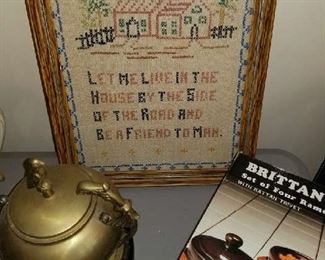 LET ME LIVE IN THE
HOUSE BY THE SIDE
OF THE ROAD AND
BE A FRIEND TO MAN.
BRITTAN
Set of Four Ram
WITH RATTAN TRIVET